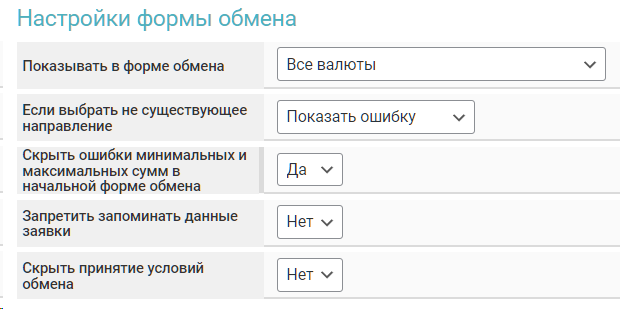 Настройки формы обмена
Показывать в форме обмена
Все валюты
Если выбрать не существующее
направление
Показать ошибку
Скрыть ошибки минимальных и
максимальных сумм в
начальной форме обмена
Да
Запретить запоминать данные
заявки
Нет
Скрыть принятие условий
обмена
Нет